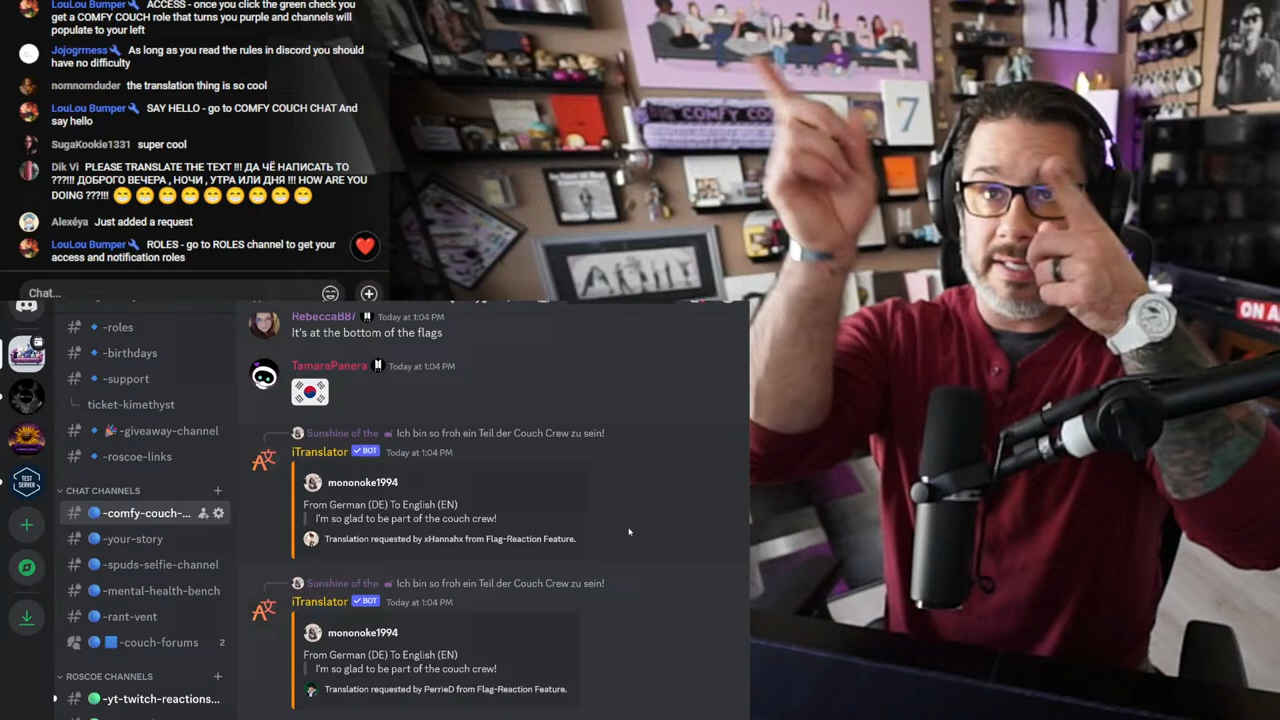 LouLou Bumper ACCESS - once you click the green check you
get a COMFY COUCH role that turns you purple and channels will
populate to your left
Jojogrness As long as you read the rules in discord you should
have no difficulty
nomnomduder the translation thing is so cool
LouLou Bumper SAY HELLO - go to COMFY COUCH CHAT And
say hello
SugaKookie1331 super cool
Dik Vi PLEASE TRANSLATE THE TEXT !!! ДА ЧЁ НАПИСАТЬ ТО
???!!! ДОБРОГО ВЕЧЕРА , НОЧИ , УТРА ИЛИ ДНЯ !!! HOW ARE YOU
DOING ???!!!
Alexéya Just added a request
LouLou Bumper ROLES - go to ROLES channel to get your
access and notification roles
Chat...
-roles
-birthdays
-support
ticket-kimethyst
-giveaway-channel
-roscoe-links
CHAT CHANNELS
-comfy-couch-...
-your-story
-spuds-selfie-channel
-mental-health-bench
-rant-vent
-couch-forums 2
ROSCOE CHANNELS
-yt-twitch-reactions...
TEST
SERVER
RebeccaB87 Today at 1:04 PM
It's at the bottom of the flags
TamaraPanera Today at 1:04 PM
Sunshine of the Ich bin so froh ein Teil der Couch Crew zu sein!
iTranslator BOT Today at 1:04 PM
mononoke1994
From German (DE) To English (EN)
I'm so glad to be part of the couch crew!
Translation requested by xHannahx from Flag-Reaction Feature.
Sunshine of the Ich bin so froh ein Teil der Couch Crew zu sein!
iTranslator BOT Today at 1:04 PM
mononoke1994
From German (DE) To English (EN)
I'm so glad to be part of the couch crew!
Translation requested by PerrieD from Flag-Reaction Feature.
7
ARMY
ON A